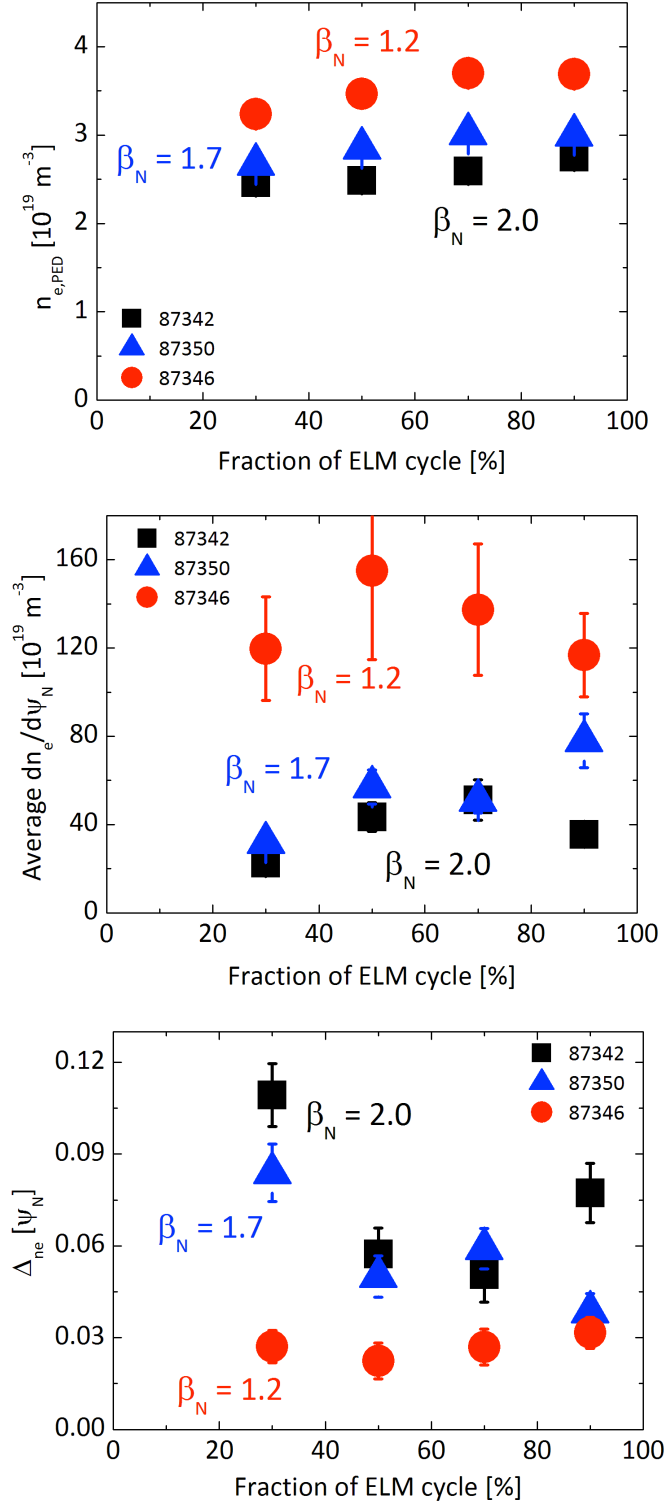 4
3
2
1
0
n_e,PED [10^19 m^-3]
β_N = 1.2
β_N = 1.7
β_N = 2.0
87342
87350
87346
0 20 40 60 80 100
Fraction of ELM cycle [%]
160
120
80
40
0
Average dn_e/dψ_N [10^19 m^-3]
87342
87350
87346
β_N = 1.2
β_N = 1.7
β_N = 2.0
0 20 40 60 80 100
Fraction of ELM cycle [%]
0.12
0.09
0.06
0.03
0.00
Δ_ne [ψ_N]
87342
87350
87346
β_N = 2.0
β_N = 1.7
β_N = 1.2
0 20 40 60 80 100
Fraction of ELM cycle [%]